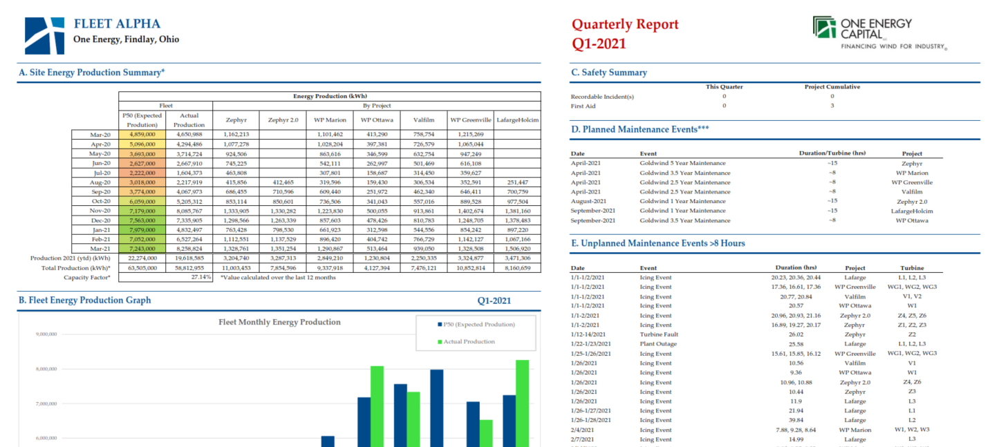 FLEET ALPHA
One Energy, Findlay, Ohio
Quarterly Report
Q1-2021
ONE ENERGY
CAPITAL
FINANCING WIND FOR INDUSTRY®
A. Site Energy Production Summary*
Energy Production (kWh)
Fleet By Project
P50 (Expected Prodution) Actual Production Zephyr Zephyr 2.0 WP Marion WP Ottawa Valfilm WP Greenville LafargeHolcim
Mar-20 4,859,000 4,650,988 1,162,213 1,101,462 413,290 758,754 1,215,269
Apr-20 5,096,000 4,294,486 1,077,278 1,028,204 397,381 726,579 1,065,044
May-20 3,693,000 3,714,724 924,506 863,616 346,599 632,754 947,249
Jun-20 2,627,000 2,667,910 745,225 542,111 262,997 501,469 616,108
Jul-20 2,222,000 1,604,373 463,808 307,801 158,687 314,450 359,627
Aug-20 3,018,000 2,217,919 415,856 412,465 319,596 159,430 306,534 352,591 251,447
Sep-20 3,774,000 4,067,973 686,455 710,596 609,440 251,972 462,340 646,411 700,759
Oct-20 6,059,000 5,205,312 853,114 850,601 736,506 341,043 557,016 889,528 977,504
Nov-20 7,179,000 8,085,767 1,333,905 1,330,282 1,223,830 500,055 913,861 1,402,674 1,381,160
Dec-20 7,563,000 7,335,905 1,298,566 1,263,339 857,603 478,426 810,783 1,248,705 1,378,483
Jan-21 7,979,000 4,832,497 763,428 798,530 661,923 312,598 544,556 854,242 897,220
Feb-21 7,052,000 6,527,264 1,112,551 1,137,529 896,420 404,742 766,729 1,142,127 1,067,166
Mar-21 7,243,000 8,258,824 1,328,761 1,351,254 1,290,867 513,464 939,050 1,328,508 1,506,920
Production 2021 (ytd) (kWh) 22,274,000 19,618,585 3,204,740 3,287,313 2,849,210 1,230,804 2,250,335 3,324,877 3,471,306
Total Production (kWh)* 63,505,000 58,812,955 11,003,453 7,854,596 9,337,918 4,127,394 7,476,121 10,852,814 8,160,659
Capacity Factor* 27.14% *Value calculated over the last 12 months
B. Fleet Energy Production Graph Q1-2021
Fleet Monthly Energy Production
P50 (Expected Prodution)
Actual Production
9,000,000
8,000,000
7,000,000
6,000,000
C. Safety Summary
This Quarter Project Cumulative
Recordable Incident(s) 0 0
First Aid 0 3
D. Planned Maintenance Events***
Date Event Duration/Turbine (hrs) Project
April-2021 Goldwind 5 Year Maintenance ~15 Zephyr
April-2021 Goldwind 3.5 Year Maintenance ~8 WP Marion
April-2021 Goldwind 2.5 Year Maintenance ~8 WP Greenville
April-2021 Goldwind 2.5 Year Maintenance ~8 Valfilm
August-2021 Goldwind 1 Year Maintenance ~15 Zephyr 2.0
September-2021 Goldwind 1 Year Maintenance ~15 LafargeHolcim
September-2021 Goldwind 3.5 Year Maintenance ~8 WP Ottawa
E. Unplanned Maintenance Events >8 Hours
Date Event Duration (hrs) Project Turbine
1/1-1/2/2021 Icing Event 20.23, 20.36, 20.44 Lafarge L1, L2, L3
1/1-1/2/2021 Icing Event 17.36, 16.61, 17.36 WP Greenville WG1, WG2, WG3
1/1-1/2/2021 Icing Event 20.77, 20.84 Valfilm V1, V2
1/1-1/2/2021 Icing Event 20.57 WP Ottawa W1
1/1-2/2021 Icing Event 20.96, 20.93, 21.16 Zephyr 2.0 Z4, Z5, Z6
1/1-2/2021 Icing Event 16.89, 19.27, 20.17 Zephyr Z1, Z2, Z3
1/12-14/2021 Turbine Fault 26.02 Zephyr Z2
1/22-1/23/2021 Plant Outage 25.58 Lafarge L1, L2, L3
1/25-1/26/2021 Icing Event 15.61, 15.85, 16.12 WP Greenville WG1, WG2, WG3
1/26/2021 Icing Event 10.56 Valfilm V1
1/26/2021 Icing Event 9.36 WP Ottawa W1
1/26/2021 Icing Event 10.96, 10.88 Zephyr 2.0 Z4, Z6
1/26/2021 Icing Event 10.44 Zephyr Z3
1/26/2021 Icing Event 11.9 Lafarge L3
1/26-1/27/2021 Icing Event 21.94 Lafarge L1
1/26-1/28/2021 Icing Event 39.84 Lafarge L2
2/4/2021 Icing Event 7.88, 9.28, 8.64 WP Marion W1, W2, W3
2/7/2021 Icing Event 14.99 Lafarge L3